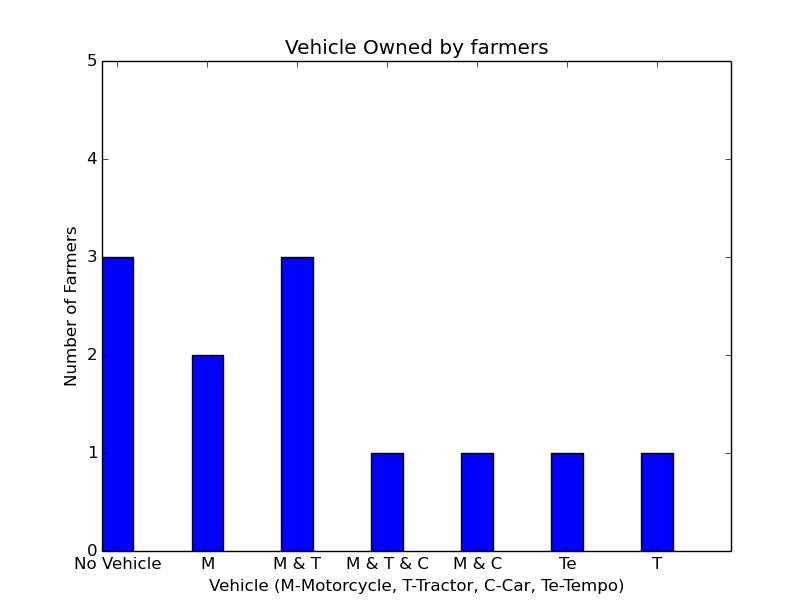 Vehicle Owned by farmers
5
4
3
2
1
0
Number of Farmers
No Vehicle M M & T M & T & C M & C Te T
Vehicle (M-Motorcycle, T-Tractor, C-Car, Te-Tempo)